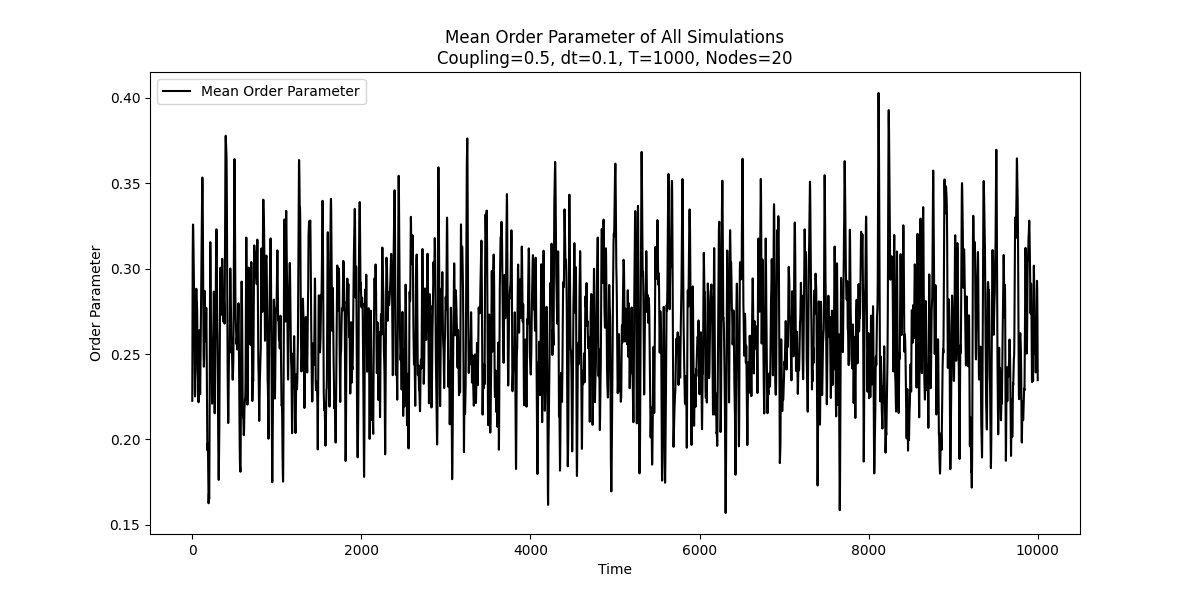 Mean Order Parameter of All Simulations
Coupling=0.5, dt=0.1, T=1000, Nodes=20
Mean Order Parameter
0.40
0.35
0.30
0.25
0.20
0.15
Order Parameter
0 2000 4000 6000 8000 10000
Time